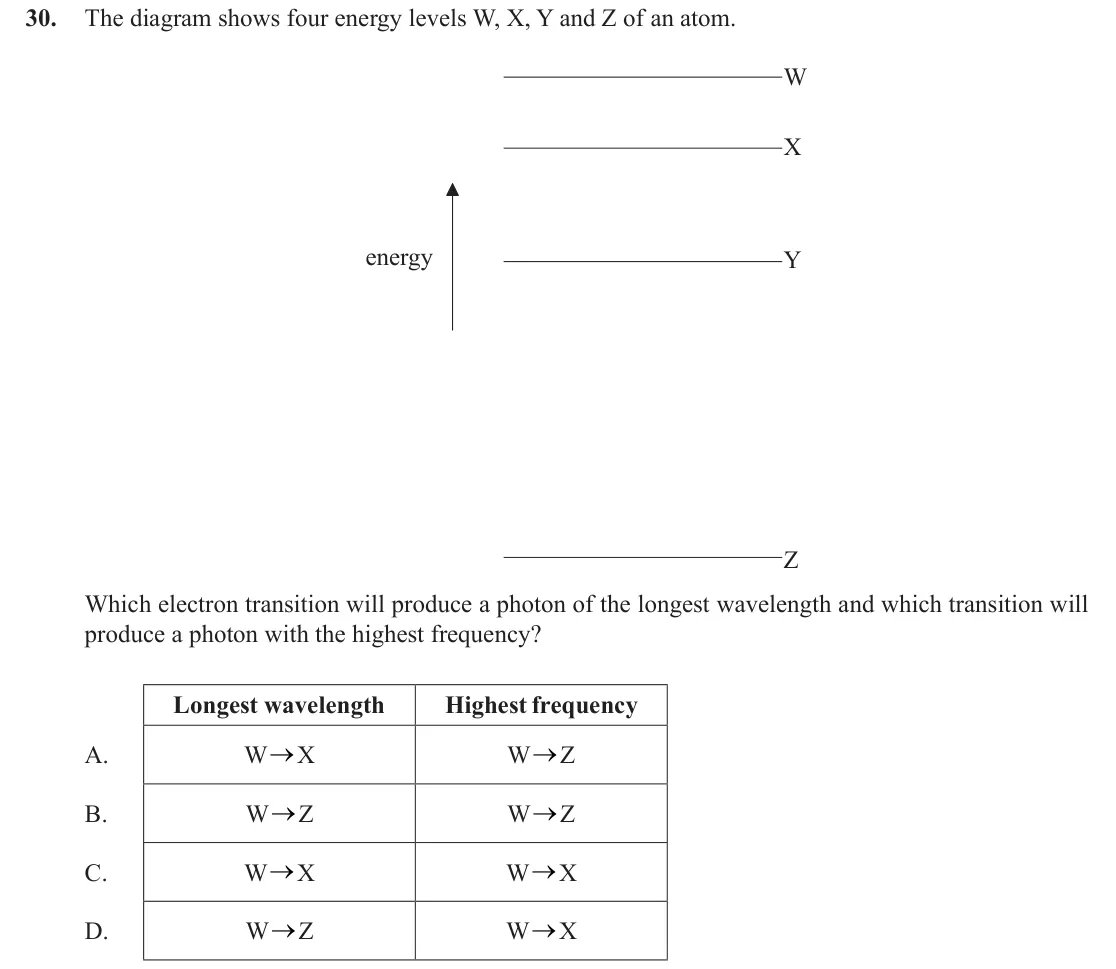 30. The diagram shows four energy levels W, X, Y and Z of an atom.
W
X
energy
Y
Z
Which electron transition will produce a photon of the longest wavelength and which transition will
produce a photon with the highest frequency?
Longest wavelength Highest frequency
A. W→X W→Z
B. W→Z W→Z
C. W→X W→X
D. W→Z W→X